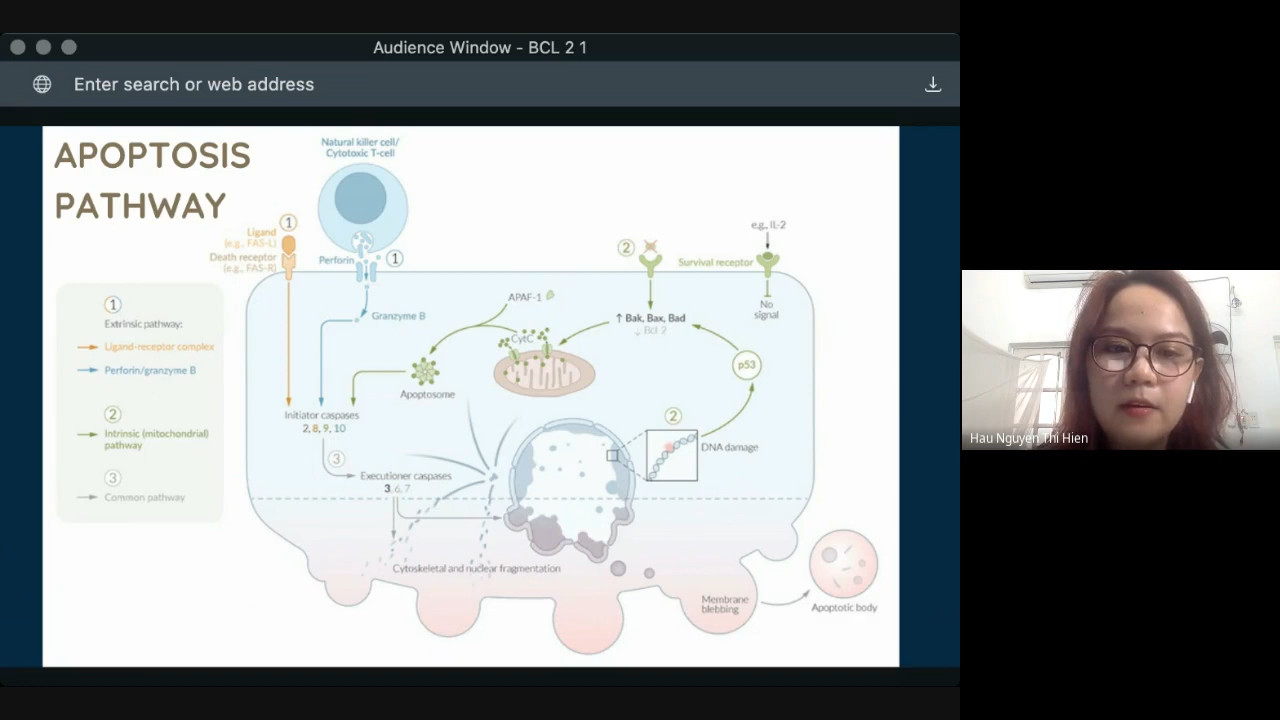 Audience Window - BCL 2 1
Enter search or web address
APOPTOSIS
PATHWAY
Natural killer cell/
Cytotoxic T-cell
1
Ligand
(e.g., FAS-L)
Death receptor
(e.g., FAS-R)
Perforin
1
Granzyme B
2
Survival receptor
e.g., IL-2
No
signal
1
Extrinsic pathway:
Ligand-receptor complex
Perforin/granzyme B
2
Intrinsic (mitochondrial)
pathway
3
Common pathway
APAF-1
CytC
↑ Bak, Bax, Bad
↓ Bcl-2
p53
Apoptosome
Initiator caspases
2, 8, 9, 10
3
Executioner caspases
3, 6, 7
2
DNA damage
Cytoskeletal and nuclear fragmentation
Membrane
blebbing
Apoptotic body
Hau Nguyen Thi Hien